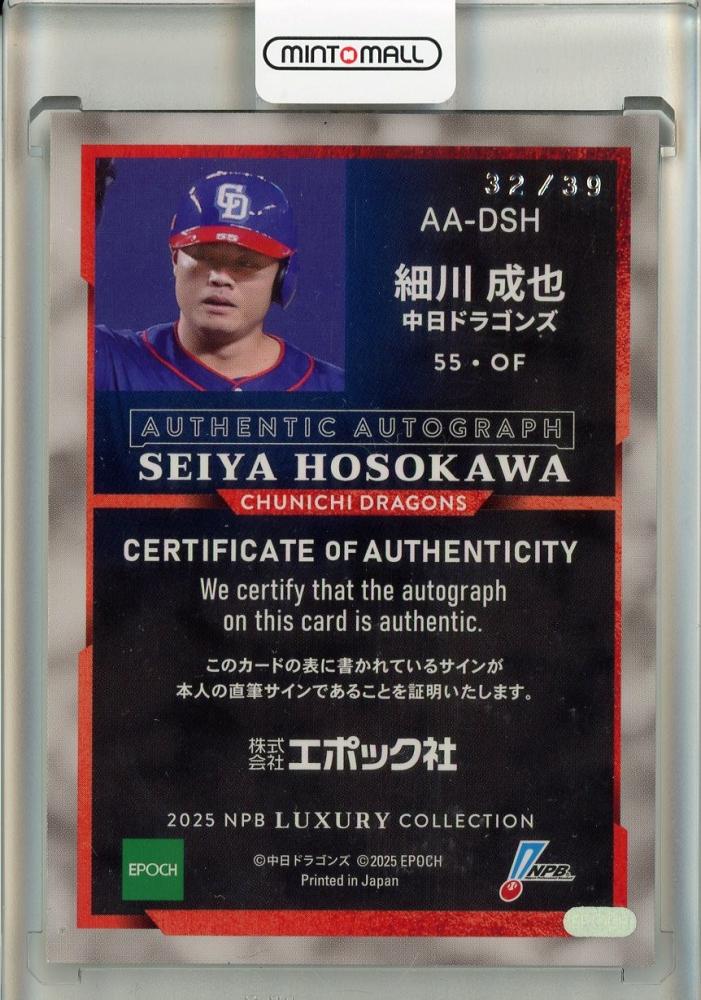 MINTMALL
32/39
AA-DSH
CD
55
細川 成也
中日ドラゴンズ
55・OF
AUTHENTIC AUTOGRAPH
SEIYA HOSOKAWA
CHUNICHI DRAGONS
CERTIFICATE OF AUTHENTICITY
We certify that the autograph
on this card is authentic.
このカードの表に書かれているサインが
本人の直筆サインであることを証明いたします。
株式会社エポック社
2025 NPB LUXURY COLLECTION
EPOCH
©中日ドラゴンズ ©2025 EPOCH
Printed in Japan
NPB